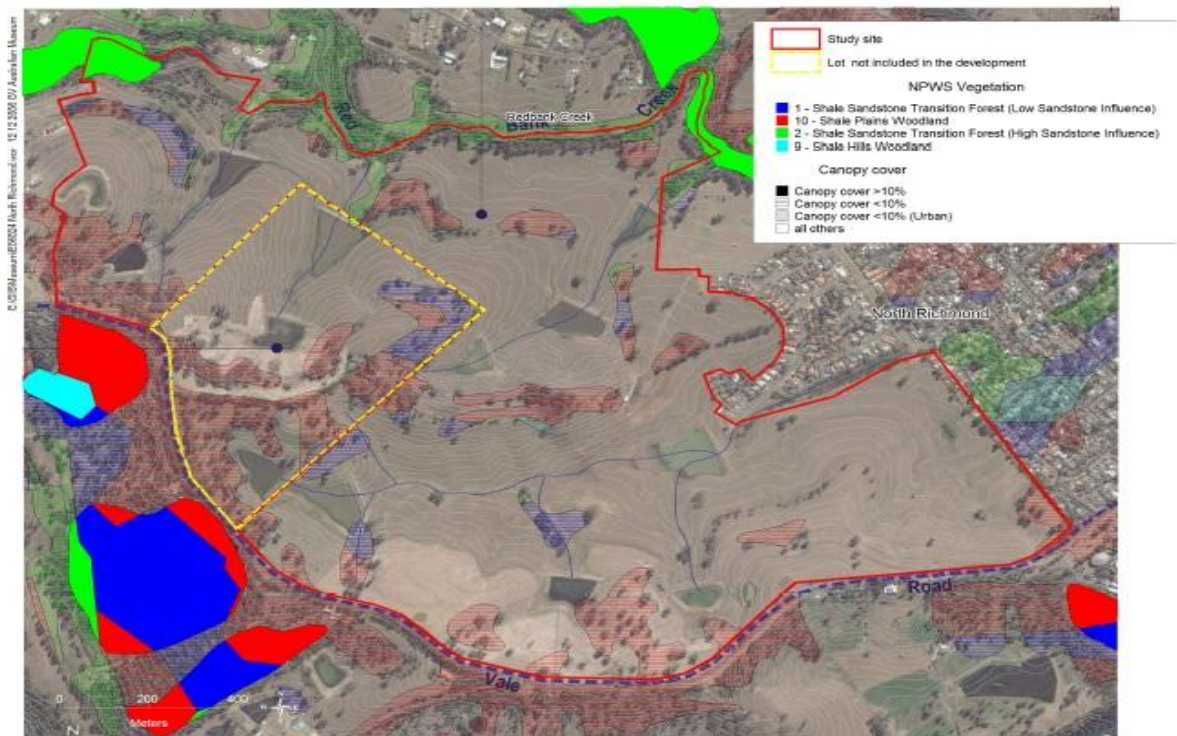 Study site
Lot not included in the development
NPWS Vegetation
1 - Shale Sandstone Transition Forest (Low Sandstone Influence)
10 - Shale Plains Woodland
2 - Shale Sandstone Transition Forest (High Sandstone Influence)
9 - Shale Hills Woodland
Canopy cover
Canopy cover >10%
Canopy cover <10%
Canopy cover <10% (Urban)
all others
Red
Bank
Creek
Redbank Creek
North Richmond
Road
Vale
0 200 400
Meters
N